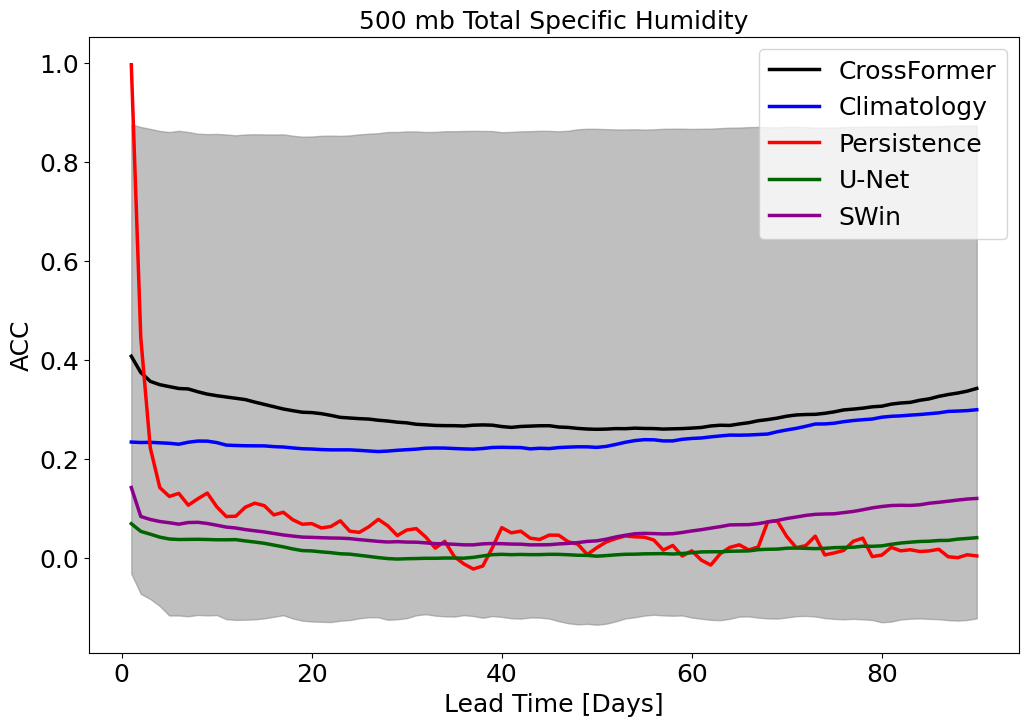 500 mb Total Specific Humidity
ACC
1.0
0.8
0.6
0.4
0.2
0.0
CrossFormer
Climatology
Persistence
U-Net
SWin
0 20 40 60 80
Lead Time [Days]